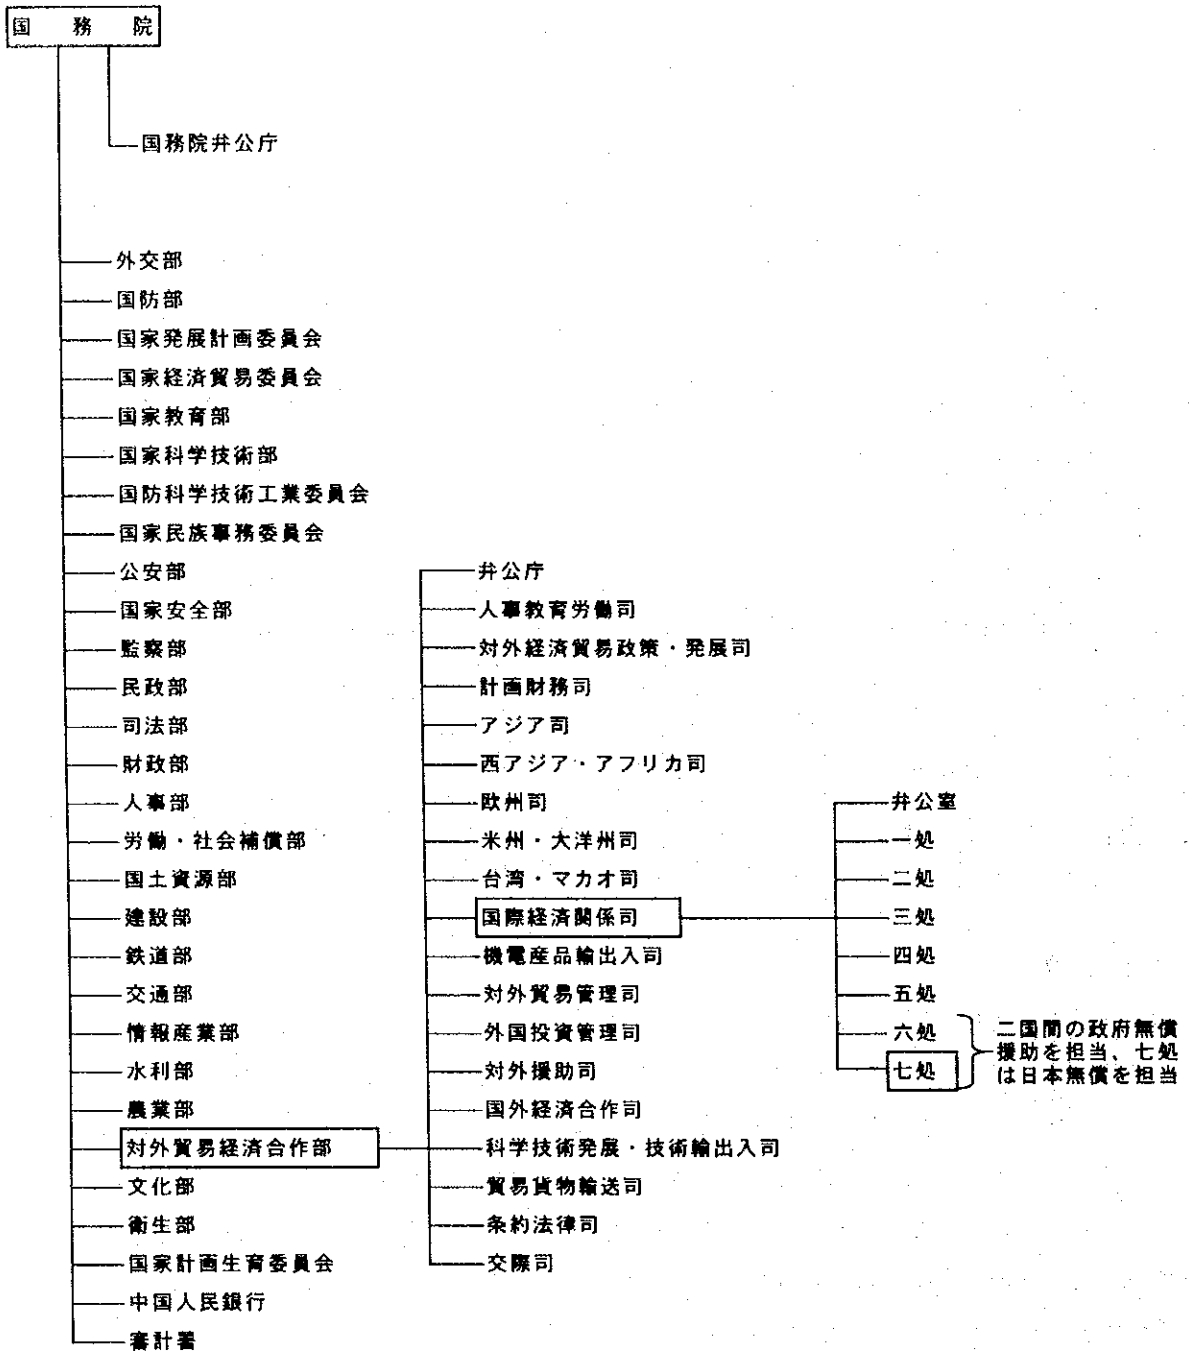 国務院
国務院弁公庁
外交部
国防部
国家発展計画委員会
国家経済貿易委員会
国家教育部
国家科学技術部
国防科学技術工業委員会
国家民族事務委員会
公安部
国家安全部
監察部
民政部
司法部
財政部
人事部
労働・社会補償部
国土資源部
建設部
鉄道部
交通部
情報産業部
水利部
農業部
対外貿易経済合作部
文化部
衛生部
国家計画生育委員会
中国人民銀行
審計署
弁公庁
人事教育労働司
対外経済貿易政策・発展司
計画財務司
アジア司
西アジア・アフリカ司
欧州司
米州・大洋州司
台湾・マカオ司
国際経済関係司
機電産品輸出入司
対外貿易管理司
外国投資管理司
対外援助司
国外経済合作司
科学技術発展・技術輸出入司
貿易貨物輸送司
条約法律司
交際司
弁公室
一処
二処
三処
四処
五処
六処
七処
二国間の政府無償
援助を担当、七処
は日本無償を担当